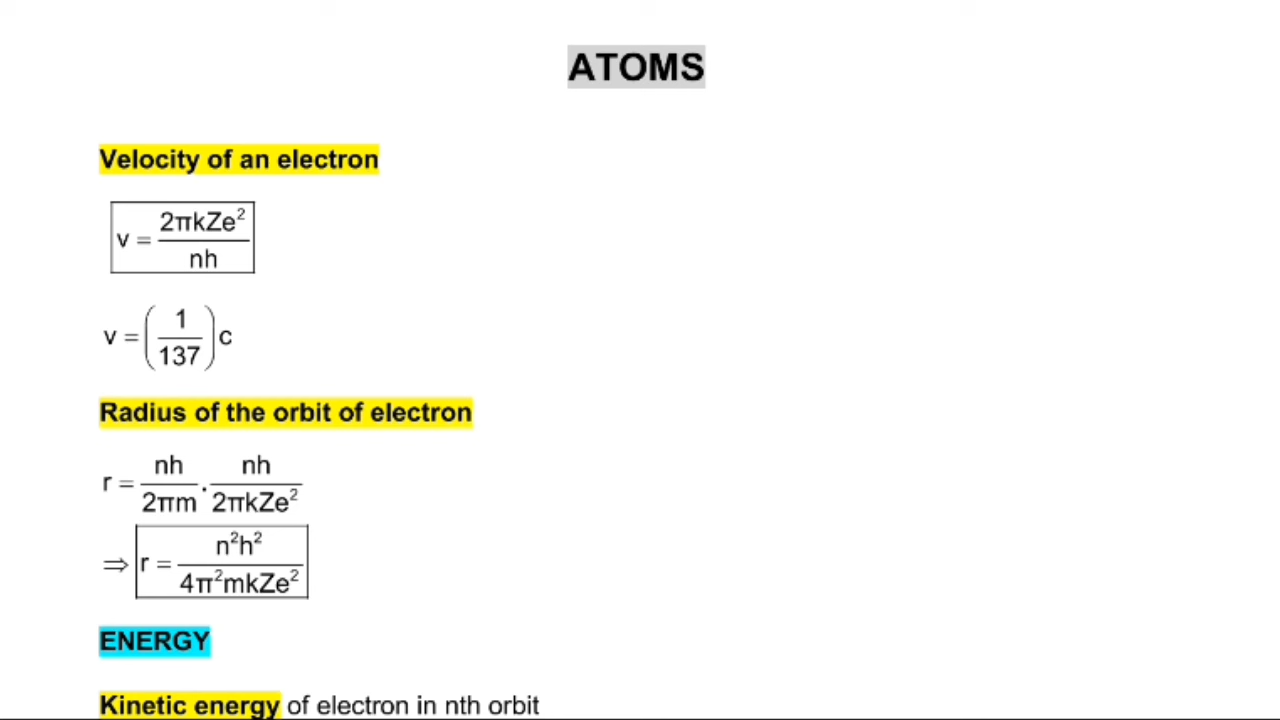 ATOMS
Velocity of an electron
v = 2πkZe² / nh
v = (1/137)c
Radius of the orbit of electron
r = nh/2πm . nh/2πkZe²
⇒ r = n²h² / 4π²mkZe²
ENERGY
Kinetic energy of electron in nth orbit